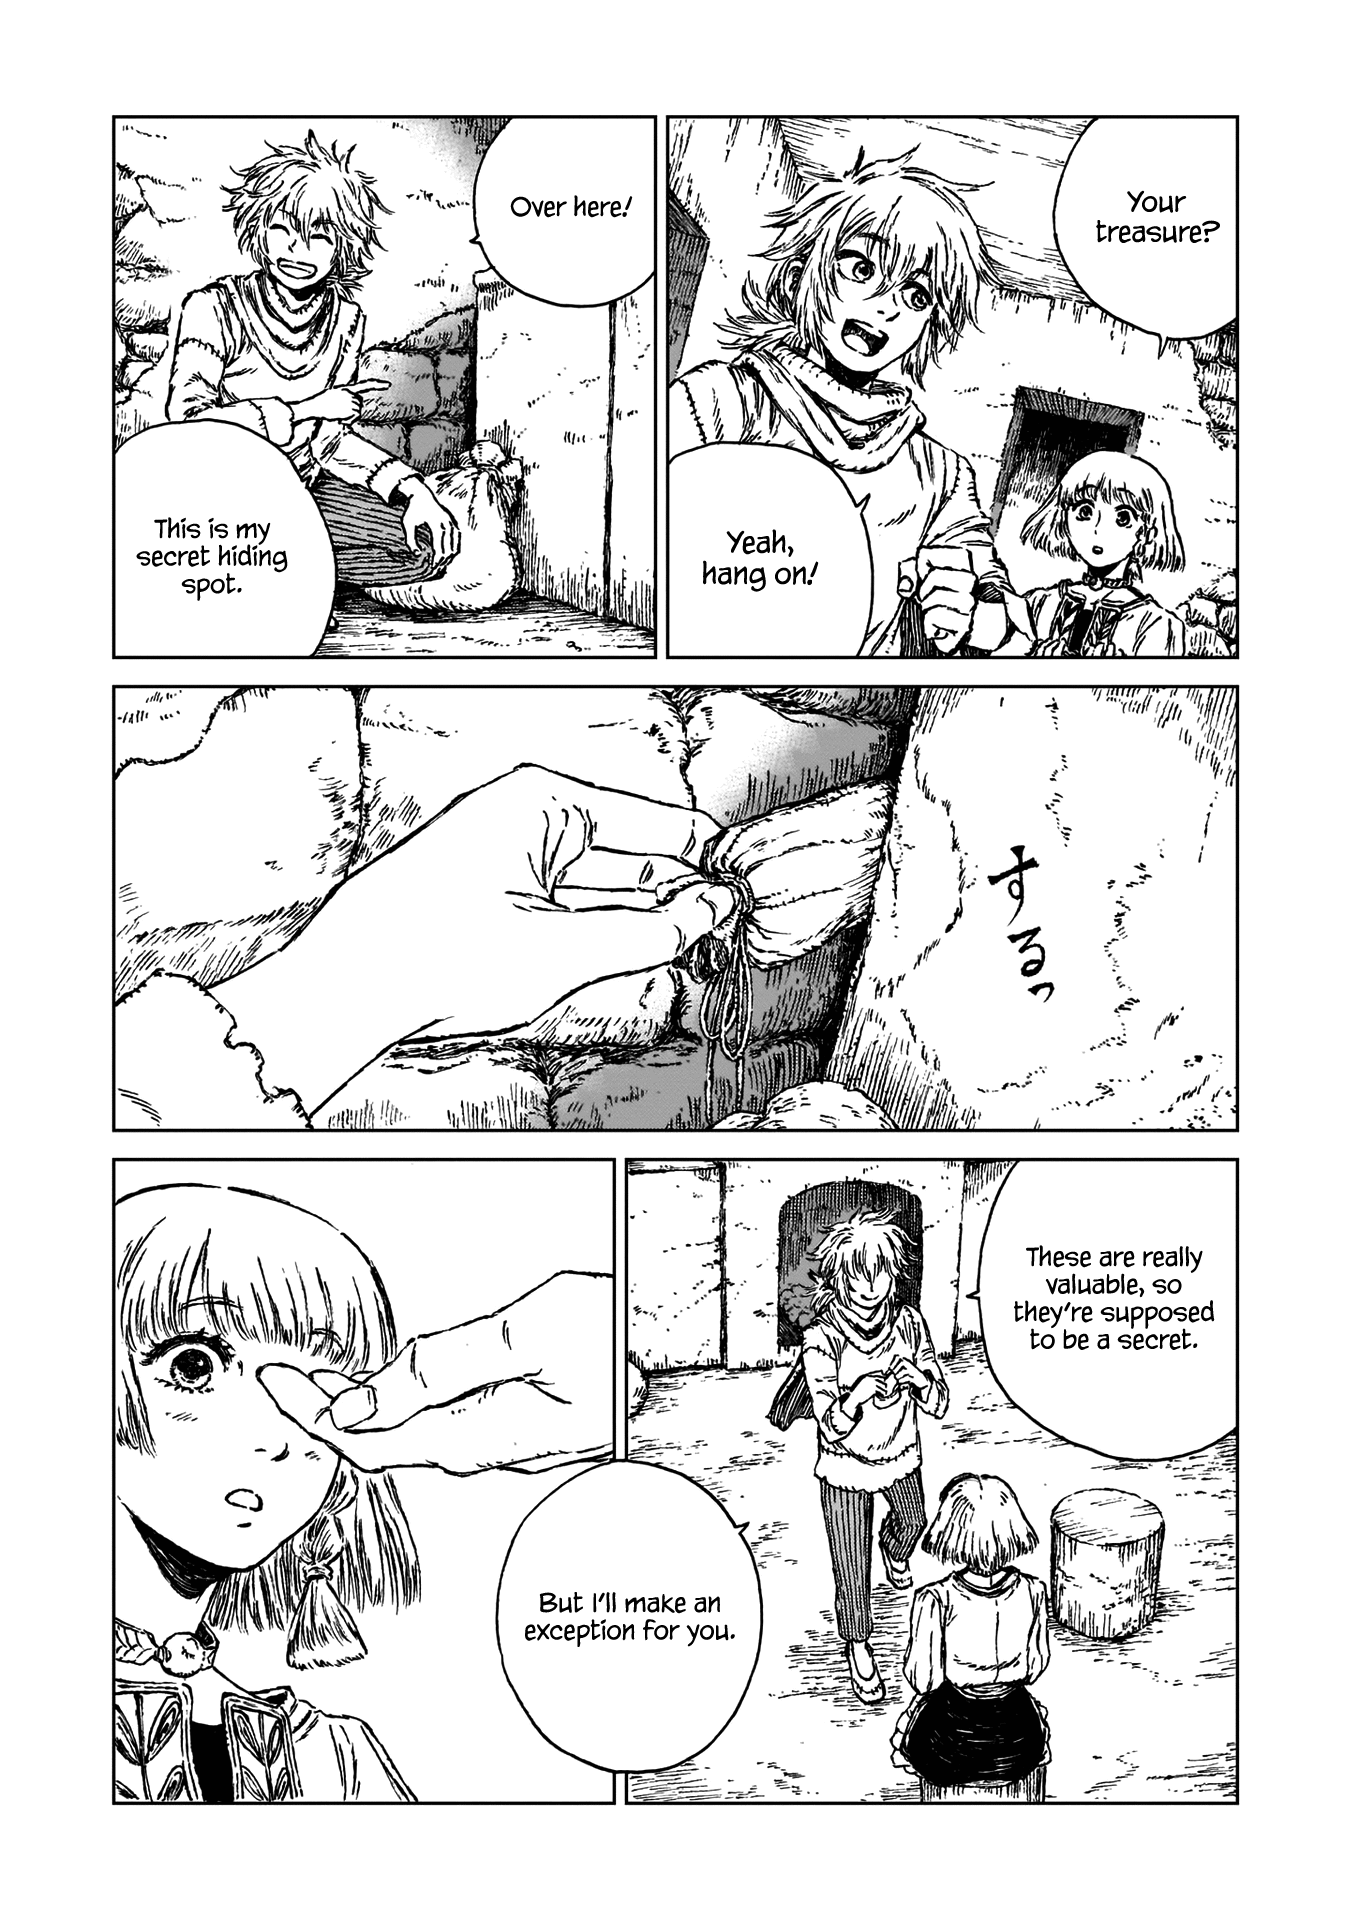 Your
treasure?
Yeah,
hang on!
Over here!
This is my
secret hiding
spot.
するっ
These are really
valuable, so
they're supposed
to be a secret.
But I'll make an
exception for you.